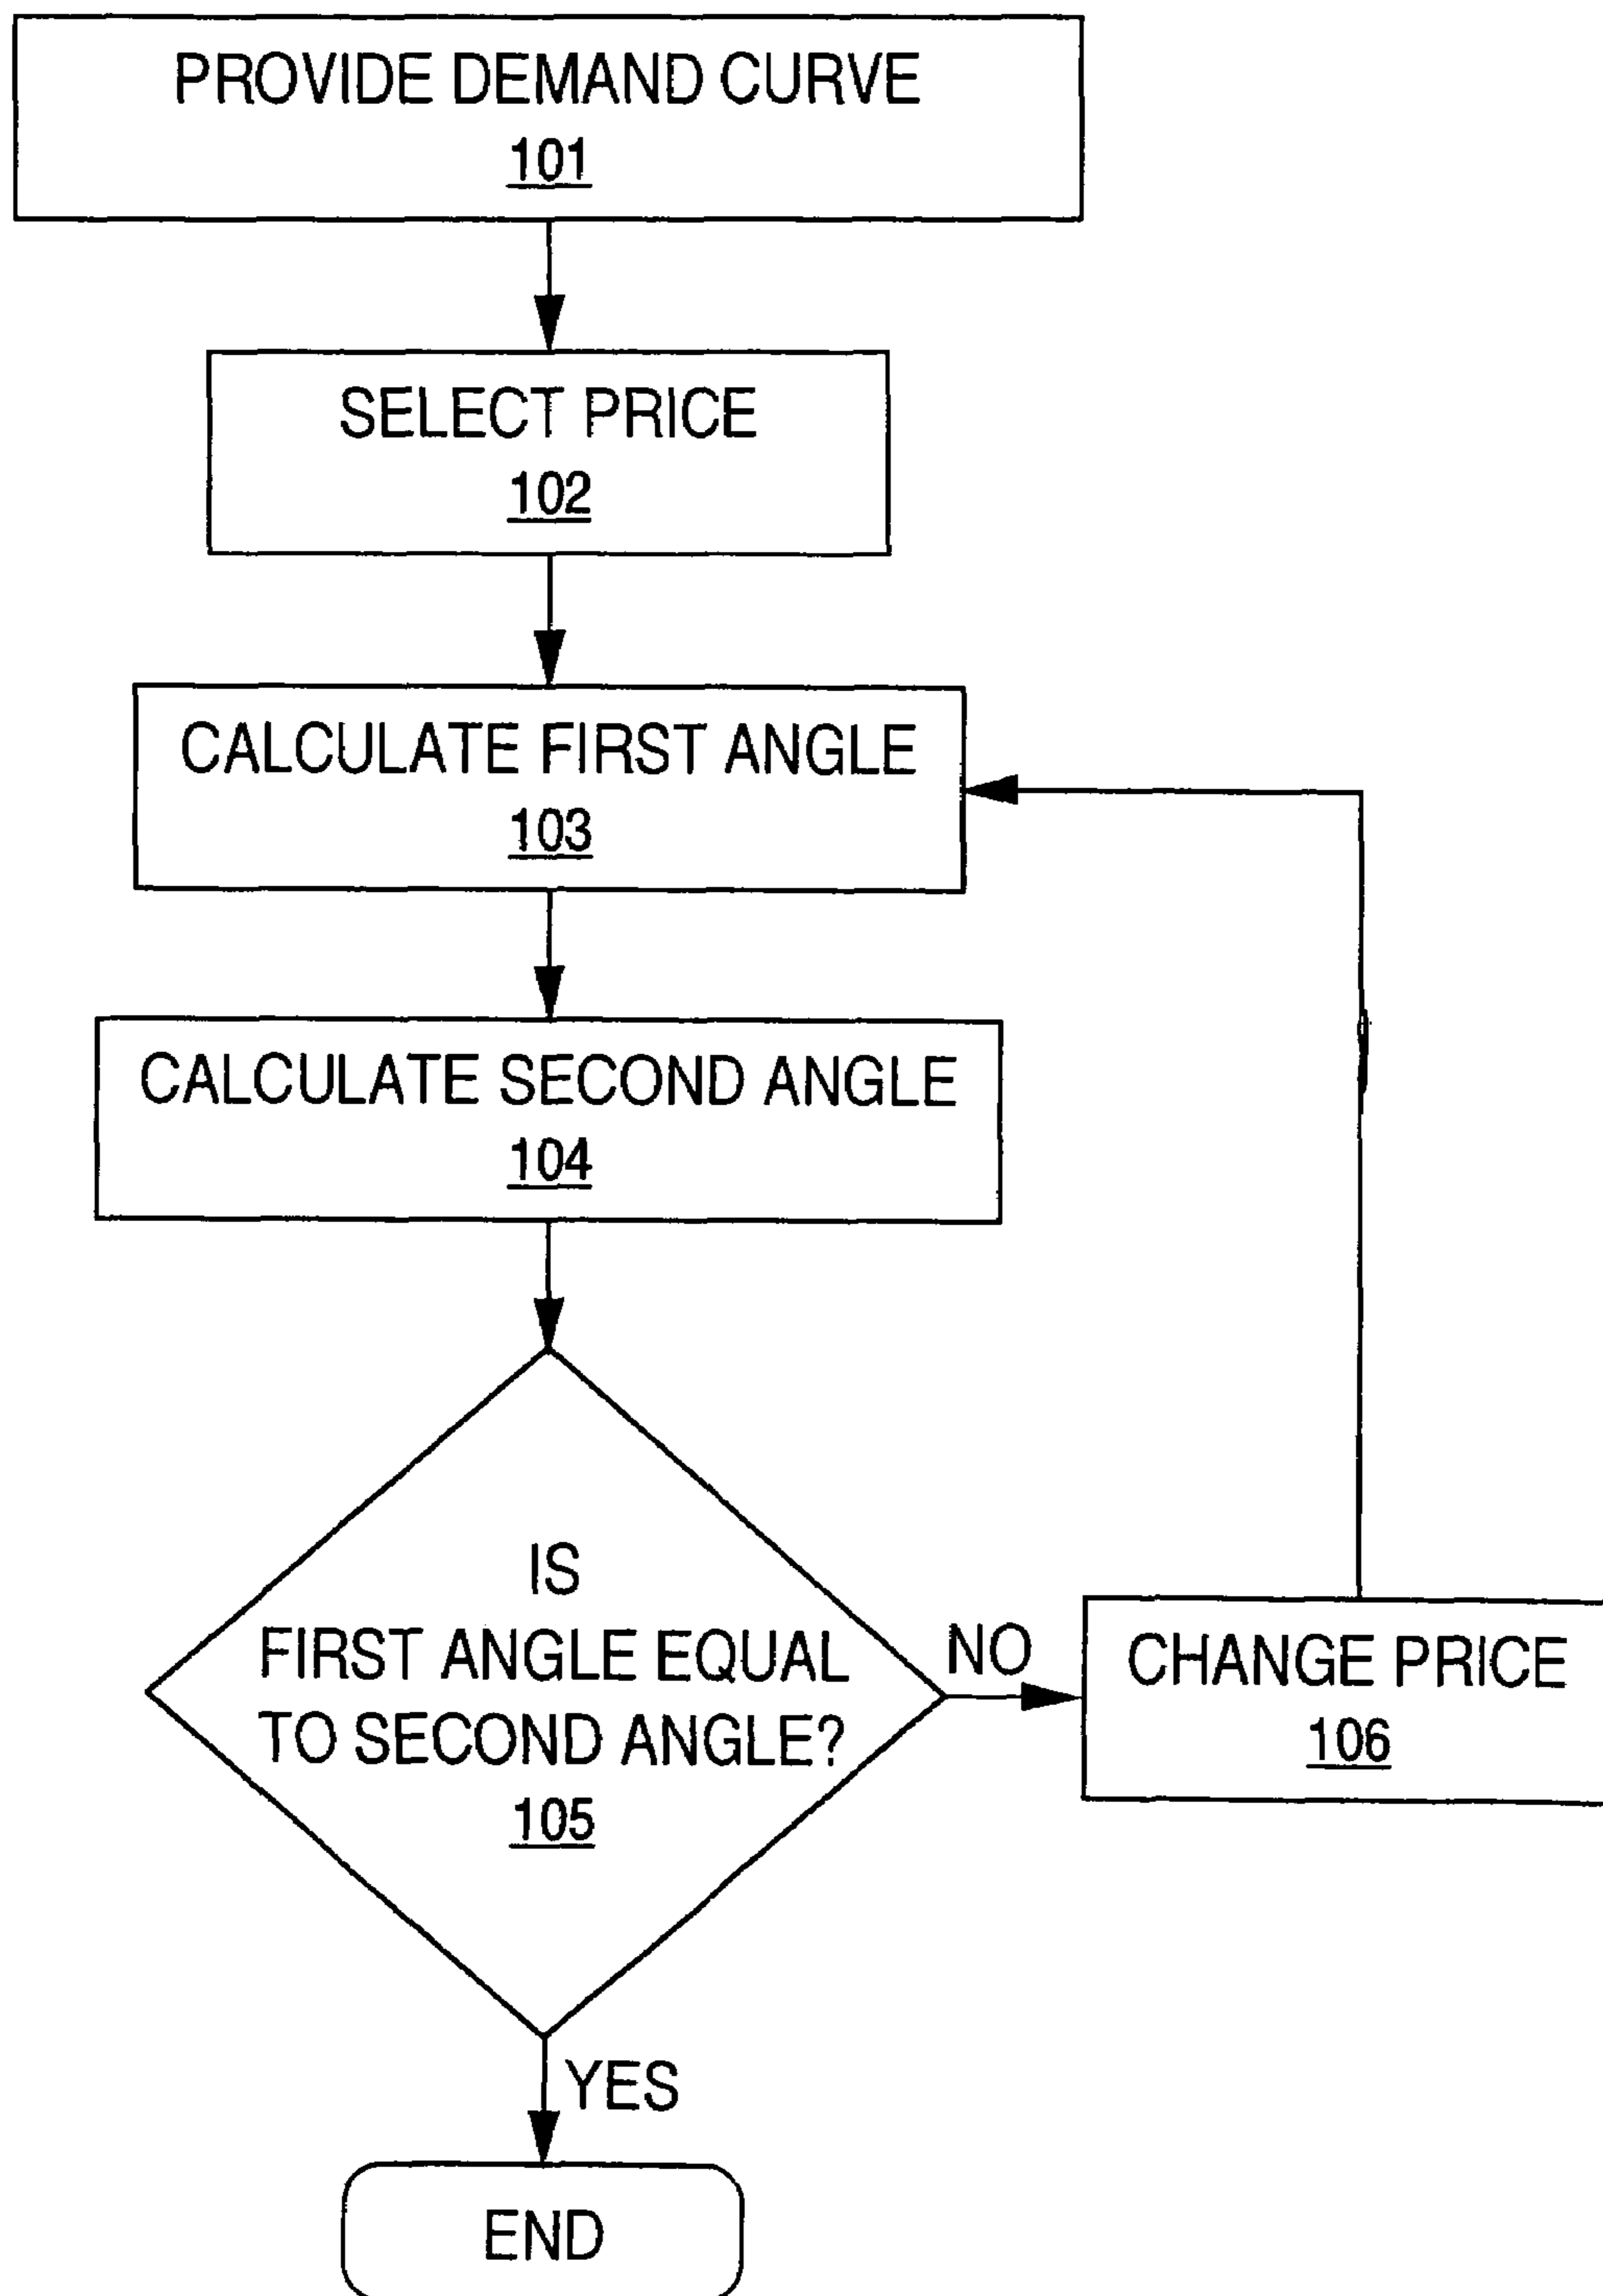 PROVIDE DEMAND CURVE
101
SELECT PRICE
102
CALCULATE FIRST ANGLE
103
CALCULATE SECOND ANGLE
104
IS
FIRST ANGLE EQUAL
TO SECOND ANGLE?
105
NO
CHANGE PRICE
106
YES
END